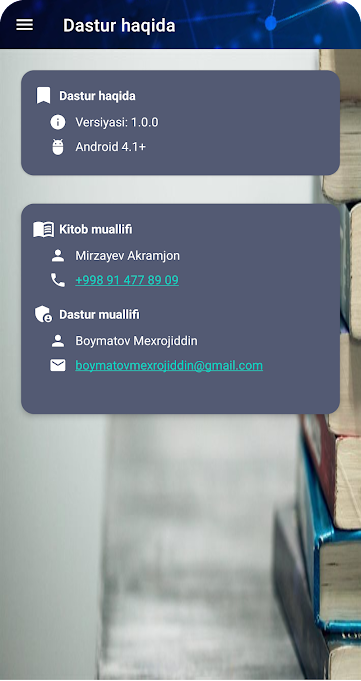 Dastur haqida
Dastur haqida
Versiyasi: 1.0.0
Android 4.1+
Kitob muallifi
Mirzayev Akramjon
+998 91 477 89 09
Dastur muallifi
Boymatov Mexrojiddin
boymatovmexrojiddin@gmail.com